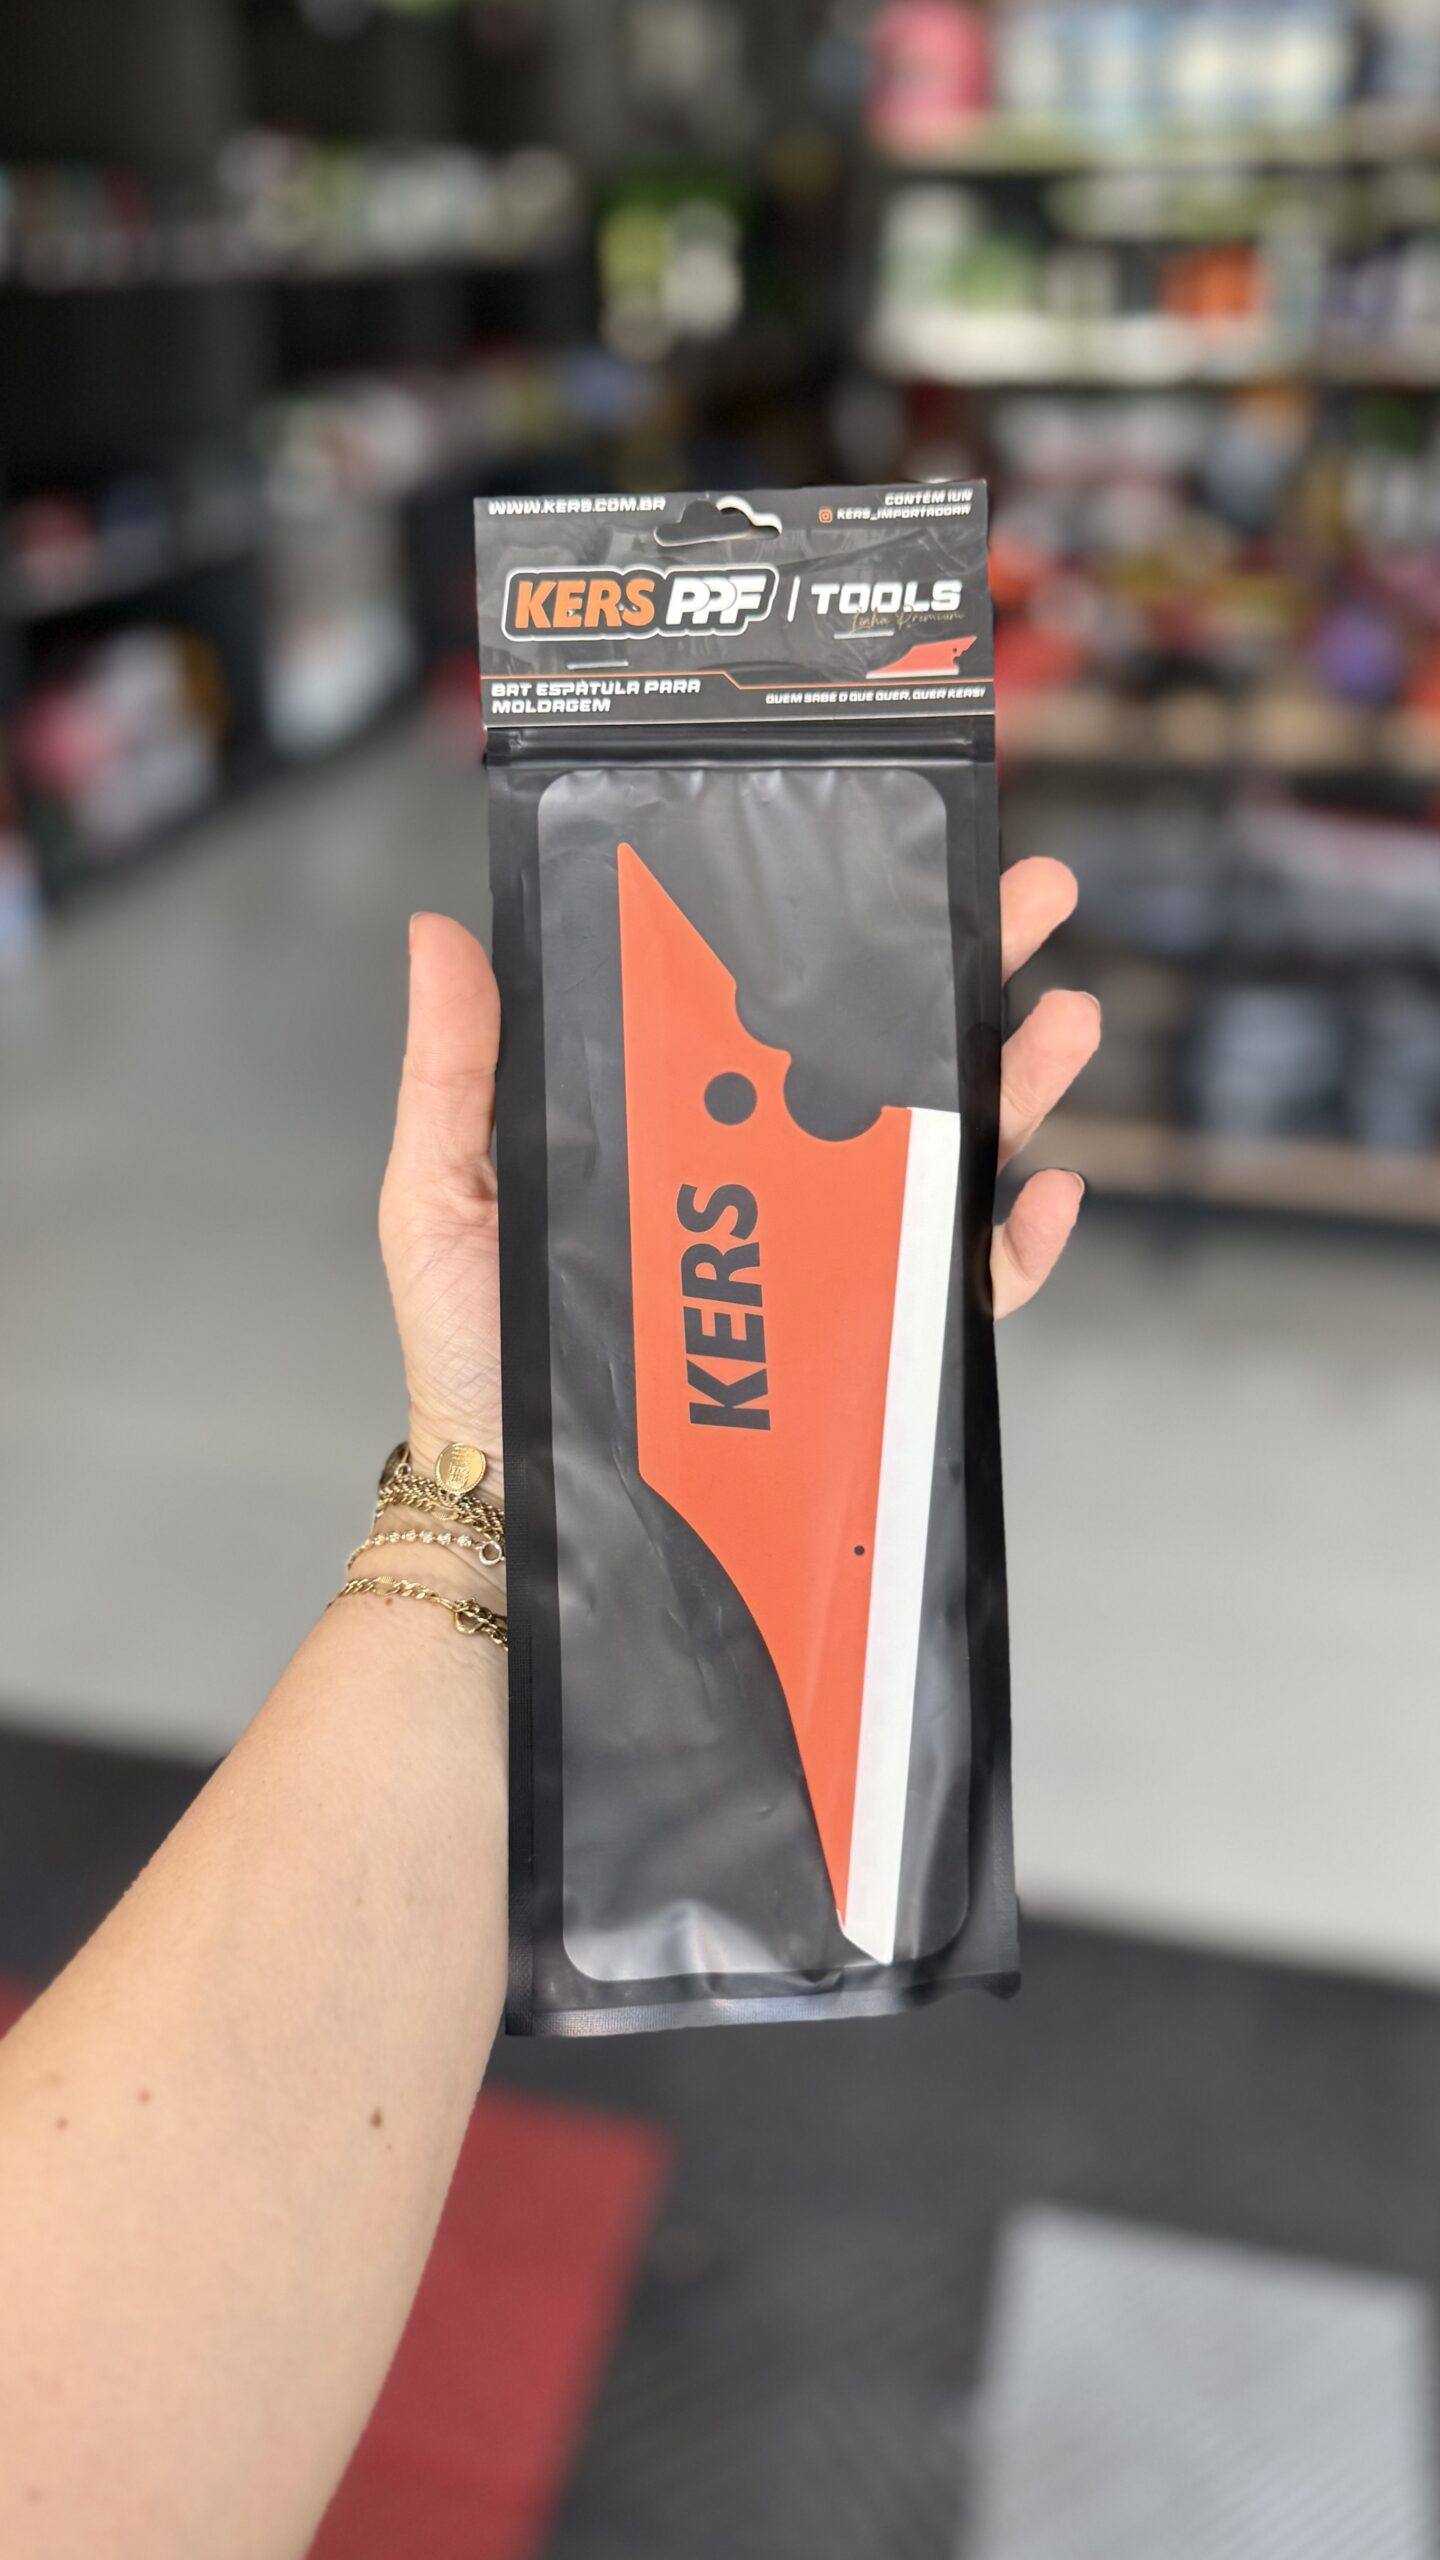 WWW.KERS.COM.BR
CONTÉM 1UN
KERS_IMPORTADORA
KERS PPF | TOOLS
Linha Premium
BAT ESPÁTULA PARA
MOLDAGEM
QUEM SABE O QUE QUER, QUER KERS!
KERS